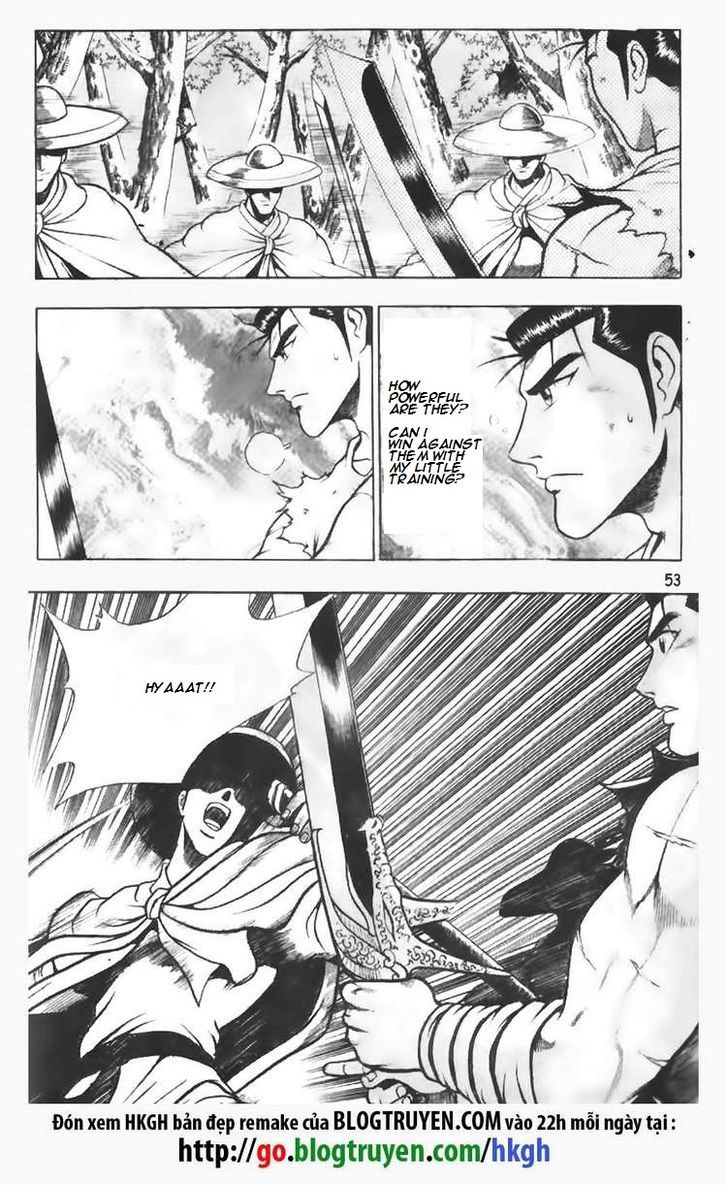 HOW
POWERFUL
ARE THEY?
CAN I
WIN AGAINST
THEM WITH
MY LITTLE
TRAINING?
53
HYAAAT!!
Đón xem HKGH bản đẹp remake của BLOGTRUYEN.COM vào 22h mỗi ngày tại :
http://go.blogtruyen.com/hkgh